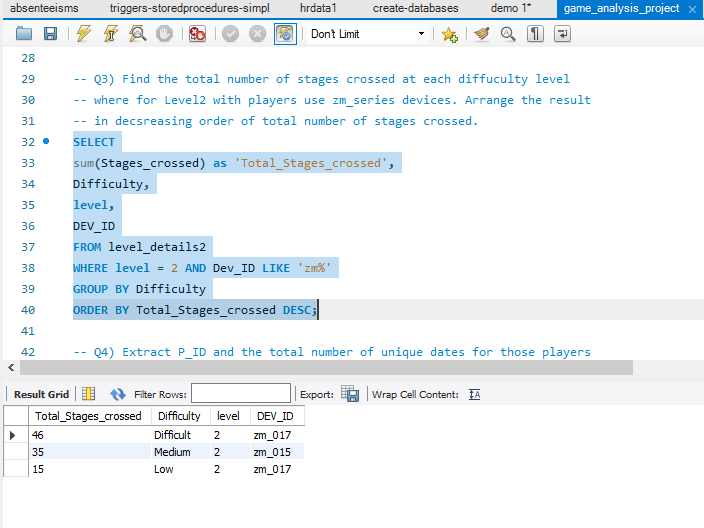 absenteeisms triggers-storedprocedures-simpl hrdata1 create-databases demo 1* game_analysis_project
Don't Limit
28
29 -- Q3) Find the total number of stages crossed at each diffuculty level
30 -- where for Level2 with players use zm_series devices. Arrange the result
31 -- in decsreasing order of total number of stages crossed.
32 SELECT
33 sum(Stages_crossed) as 'Total_Stages_crossed',
34 Difficulty,
35 level,
36 DEV_ID
37 FROM level_details2
38 WHERE level = 2 AND Dev_ID LIKE 'zm%'
39 GROUP BY Difficulty
40 ORDER BY Total_Stages_crossed DESC;
41
42 -- Q4) Extract P_ID and the total number of unique dates for those players
Result Grid Filter Rows: Export: Wrap Cell Content:
Total_Stages_crossed Difficulty level DEV_ID
46 Difficult 2 zm_017
35 Medium 2 zm_015
15 Low 2 zm_017